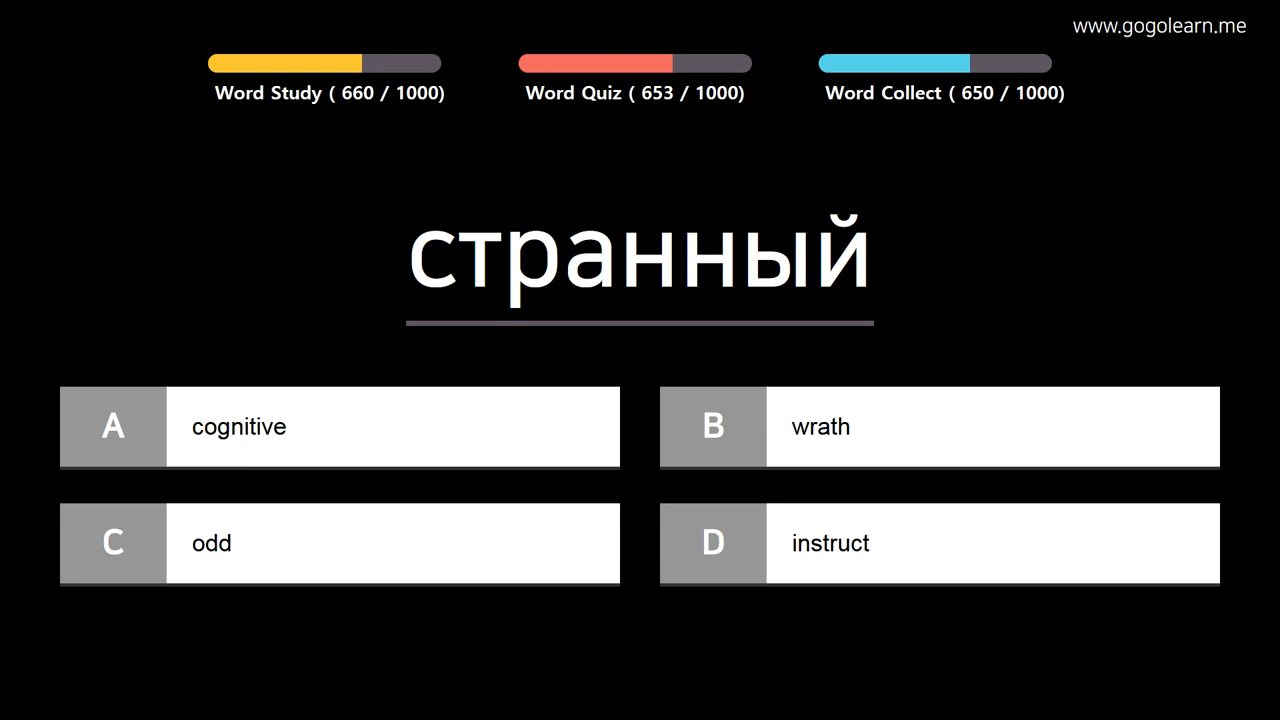 www.gogolearn.me
Word Study ( 660 / 1000)
Word Quiz ( 653 / 1000)
Word Collect ( 650 / 1000)
странный
A
cognitive
B
wrath
C
odd
D
instruct